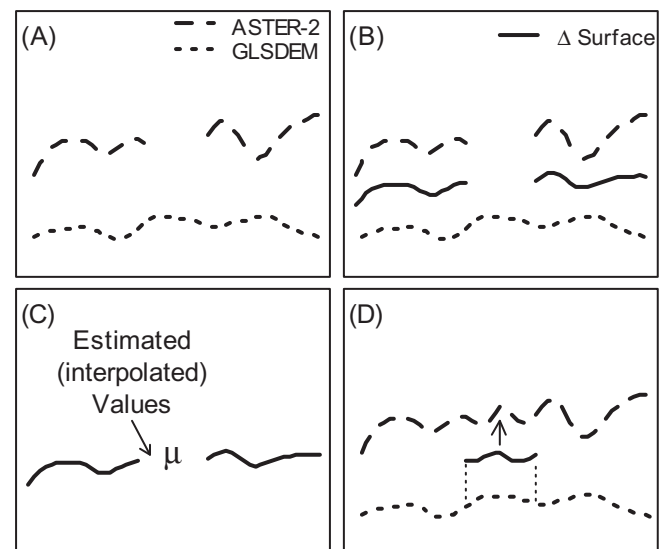 (A)
ASTER-2
GLSDEM
(B)
Δ Surface
(C)
Estimated
(interpolated)
Values
μ
(D)